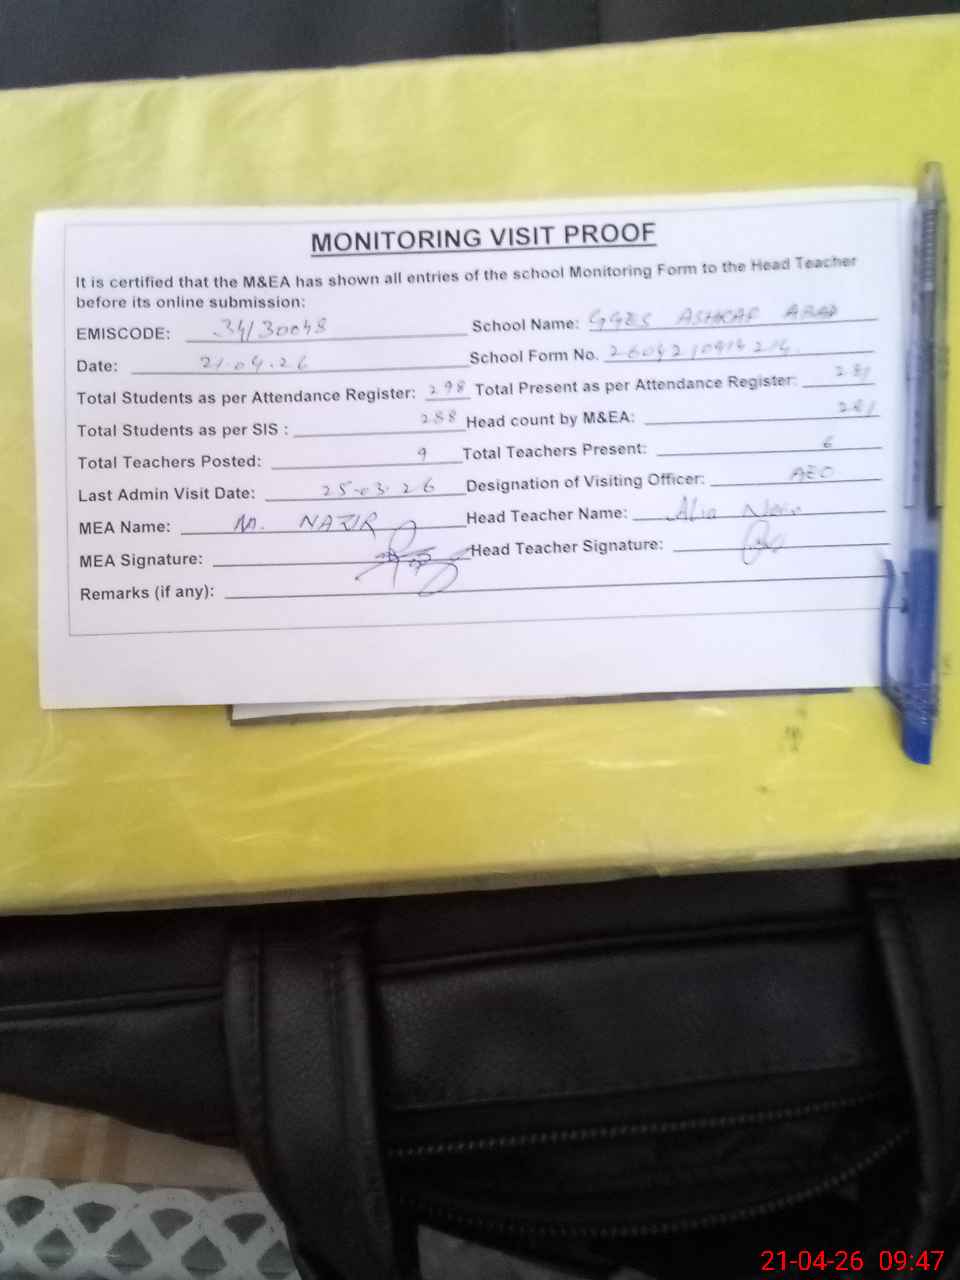 MONITORING VISIT PROOF
It is certified that the M&EA has shown all entries of the school Monitoring Form to the Head Teacher
before its online submission:
EMISCODE: 34130048 School Name: GGES ASHRAF ABAD
Date: 21.04.26 School Form No.
Total Students as per Attendance Register: 298 Total Present as per Attendance Register: 281
Total Students as per SIS : 288 Head count by M&EA: 281
Total Teachers Posted: 9 Total Teachers Present: 6
Last Admin Visit Date: 25.03.26 Designation of Visiting Officer: AEO
MEA Name: M. NAZIR Head Teacher Name: Alia
MEA Signature: Head Teacher Signature:
Remarks (if any):
21-04-26 09:47